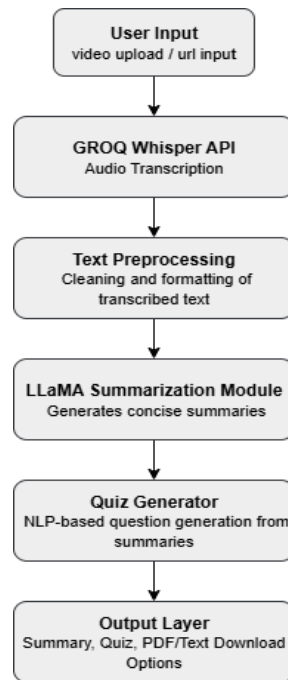 User Input
video upload / url input
GROQ Whisper API
Audio Transcription
Text Preprocessing
Cleaning and formatting of
transcribed text
LLaMA Summarization Module
Generates concise summaries
Quiz Generator
NLP-based question generation from
summaries
Output Layer
Summary, Quiz, PDF/Text Download
Options